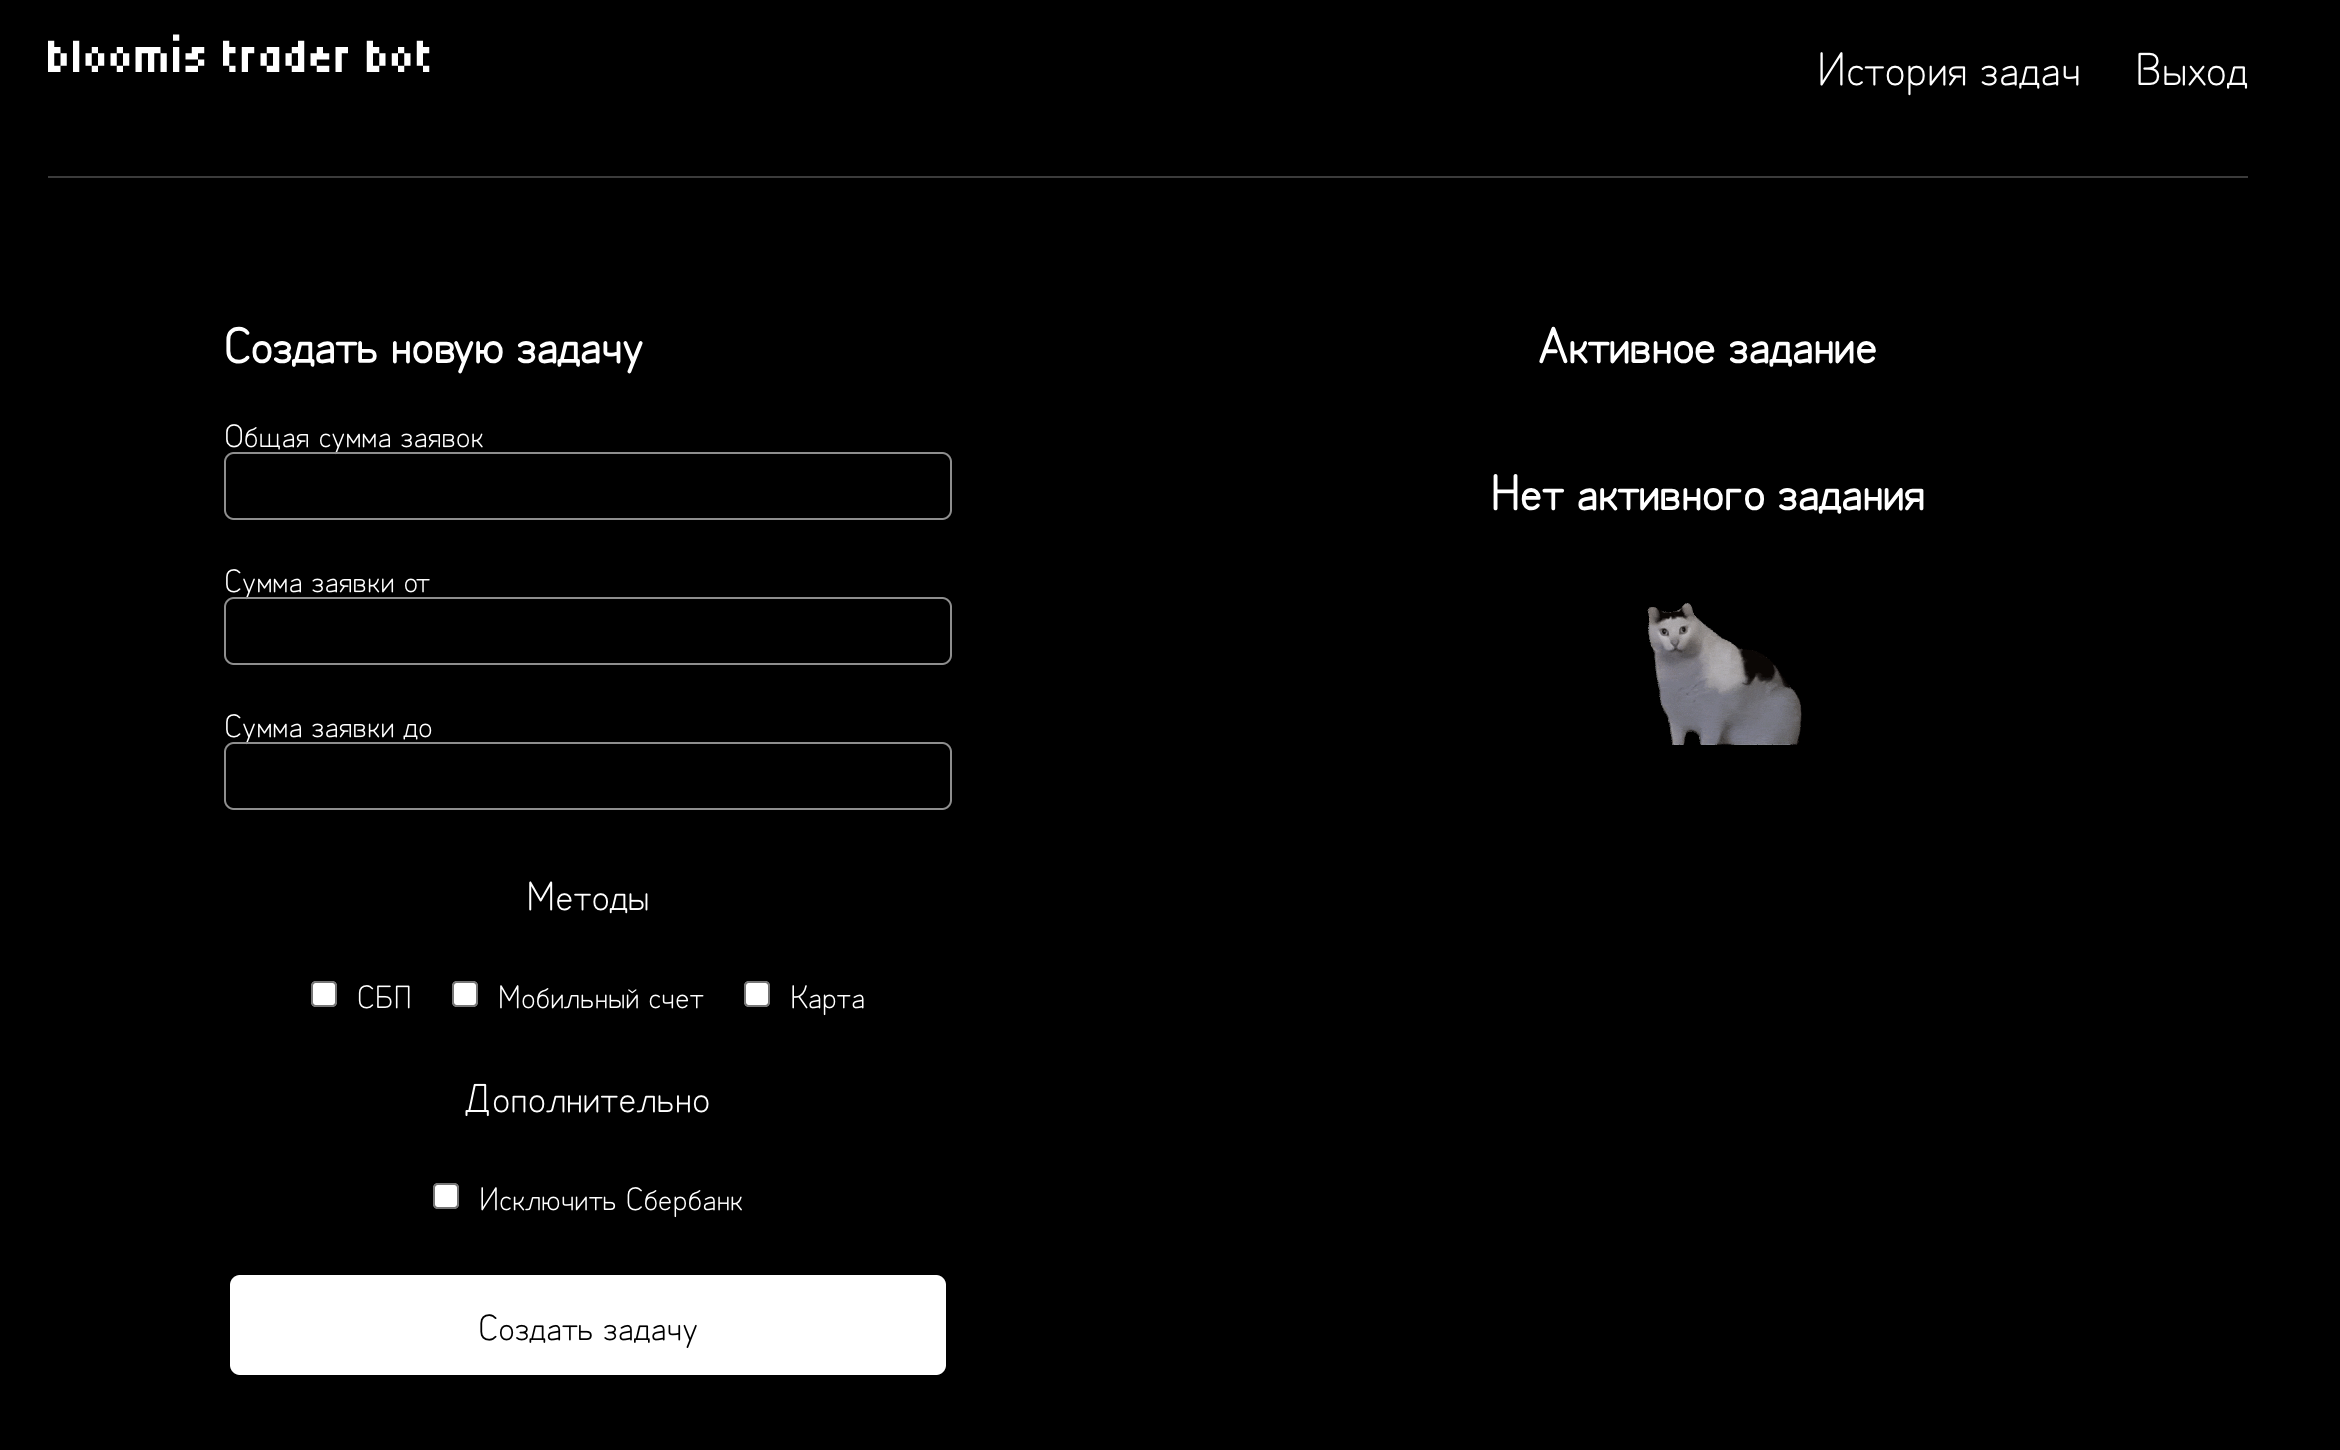 bloomis trader bot
История задач
Выход
Создать новую задачу
Общая сумма заявок
Сумма заявки от
Сумма заявки до
Методы
СБП
Мобильный счет
Карта
Дополнительно
Исключить Сбербанк
Создать задачу
Активное задание
Нет активного задания